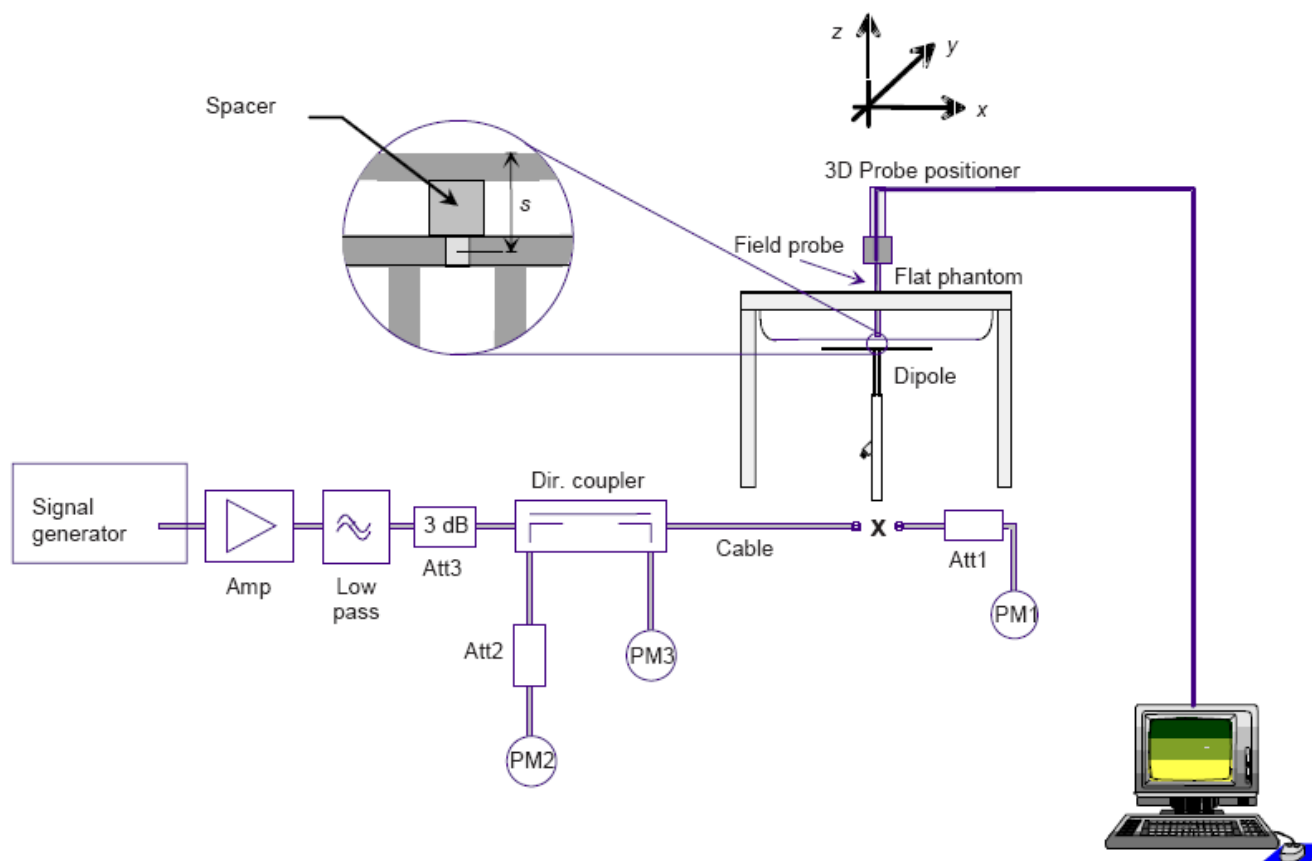 z
y
x
Spacer
s
3D Probe positioner
Field probe
Flat phantom
Dipole
Signal
generator
Amp
Low
pass
3 dB
Att3
Dir. coupler
Att2
PM2
PM3
Cable
X
Att1
PM1